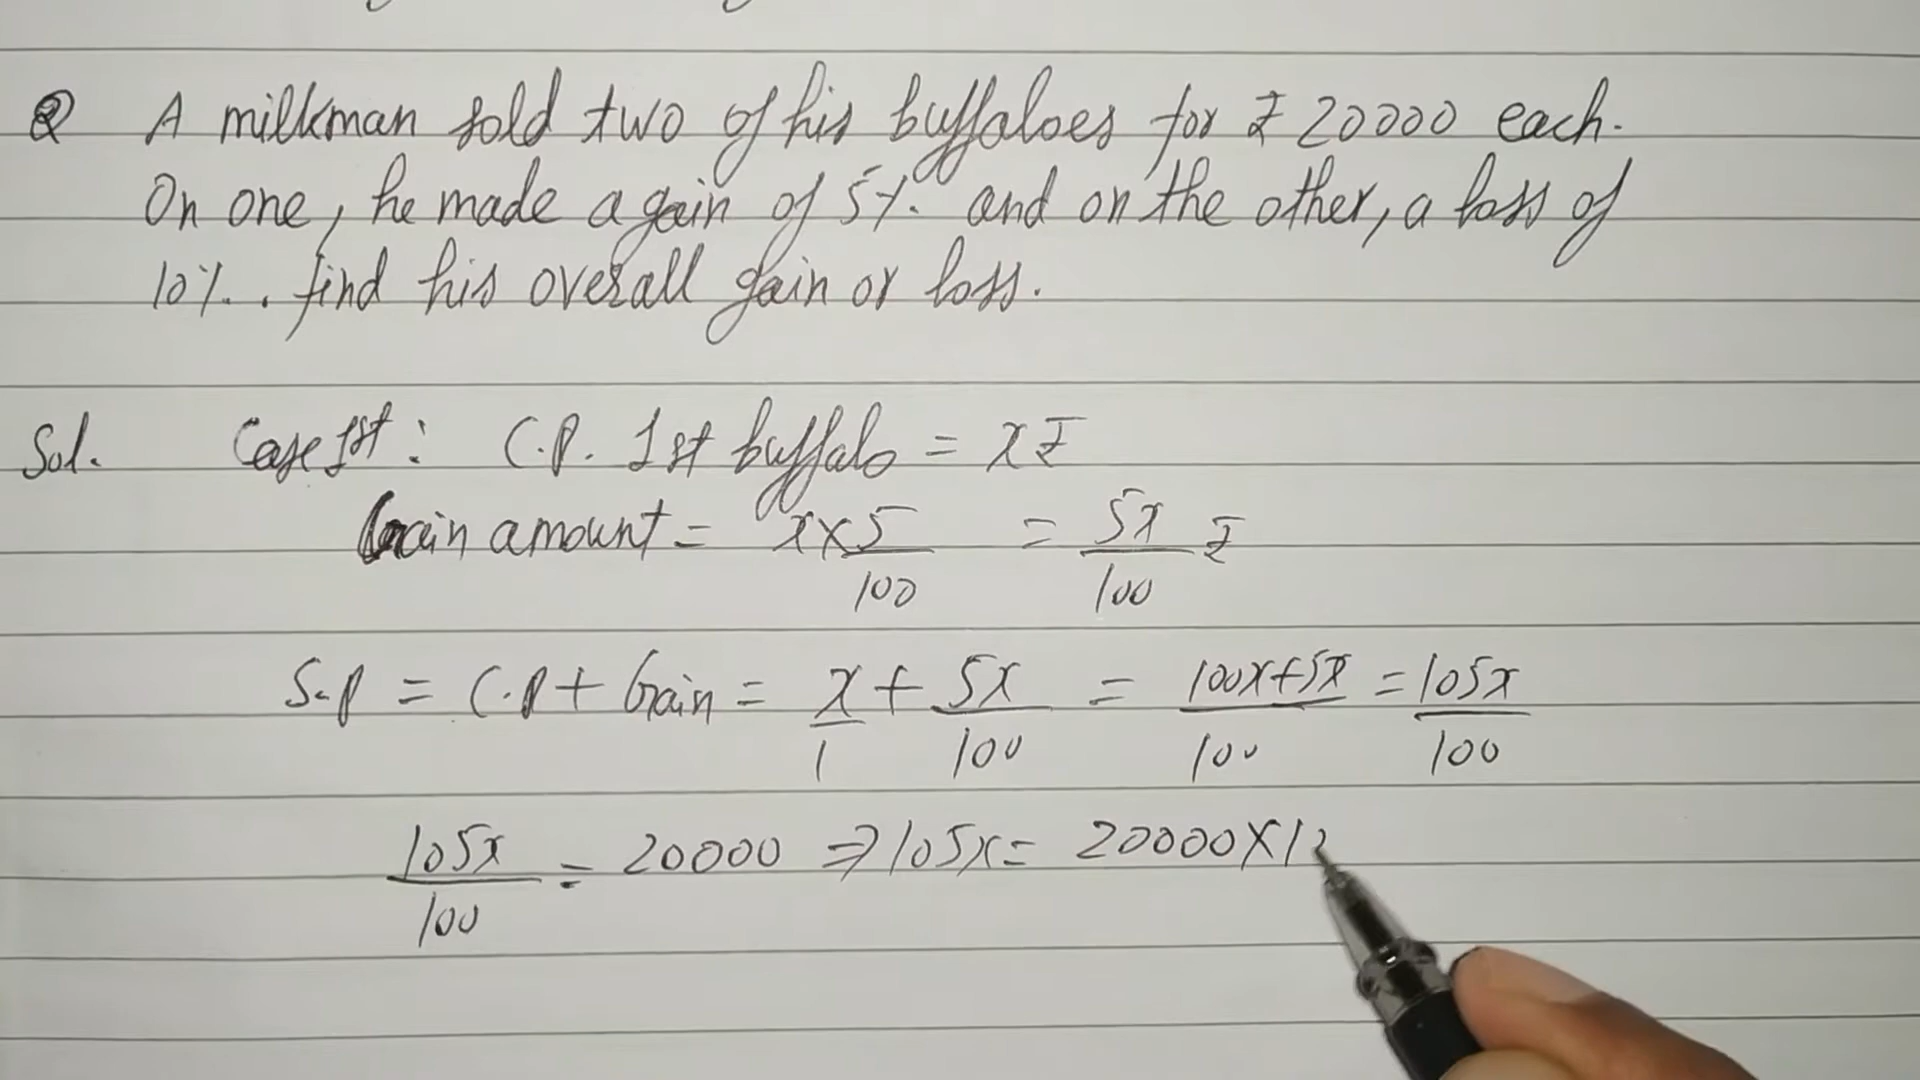 Q A milkman sold two of his buffaloes for ₹ 20000 each.
On one, he made a gain of 5%. and on the other, a loss of
10%. . find his overall gain or loss.
Sol. Case 1st : C.P. 1st buffalo = x ₹
Gain amount = x × 5/100 = 5x/100 ₹
S.P = C.P + Gain = x/1 + 5x/100 = 100x+5x/100 = 105x/100
105x/100 = 20000 ⇒ 105x = 20000 × 1